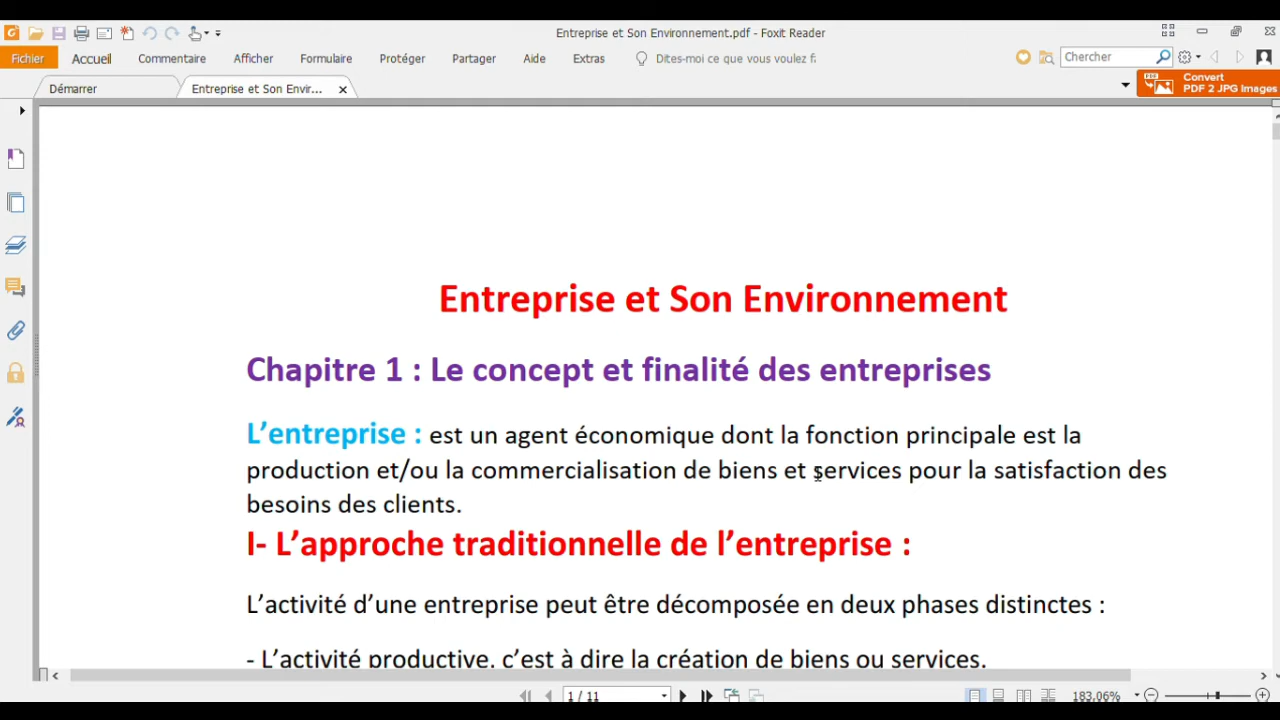 Entreprise et Son Environnement.pdf - Foxit Reader
Fichier Accueil Commentaire Afficher Formulaire Protéger Partager Aide Extras Dites-moi ce que vous voulez f Chercher
Convert
PDF 2 JPG Images
Démarrer Entreprise et Son Envir...
Entreprise et Son Environnement
Chapitre 1 : Le concept et finalité des entreprises
L’entreprise : est un agent économique dont la fonction principale est la
production et/ou la commercialisation de biens et services pour la satisfaction des
besoins des clients.
I- L’approche traditionnelle de l’entreprise :
L’activité d’une entreprise peut être décomposée en deux phases distinctes :
- L’activité productive, c’est à dire la création de biens ou services.
1 / 11 183,06%